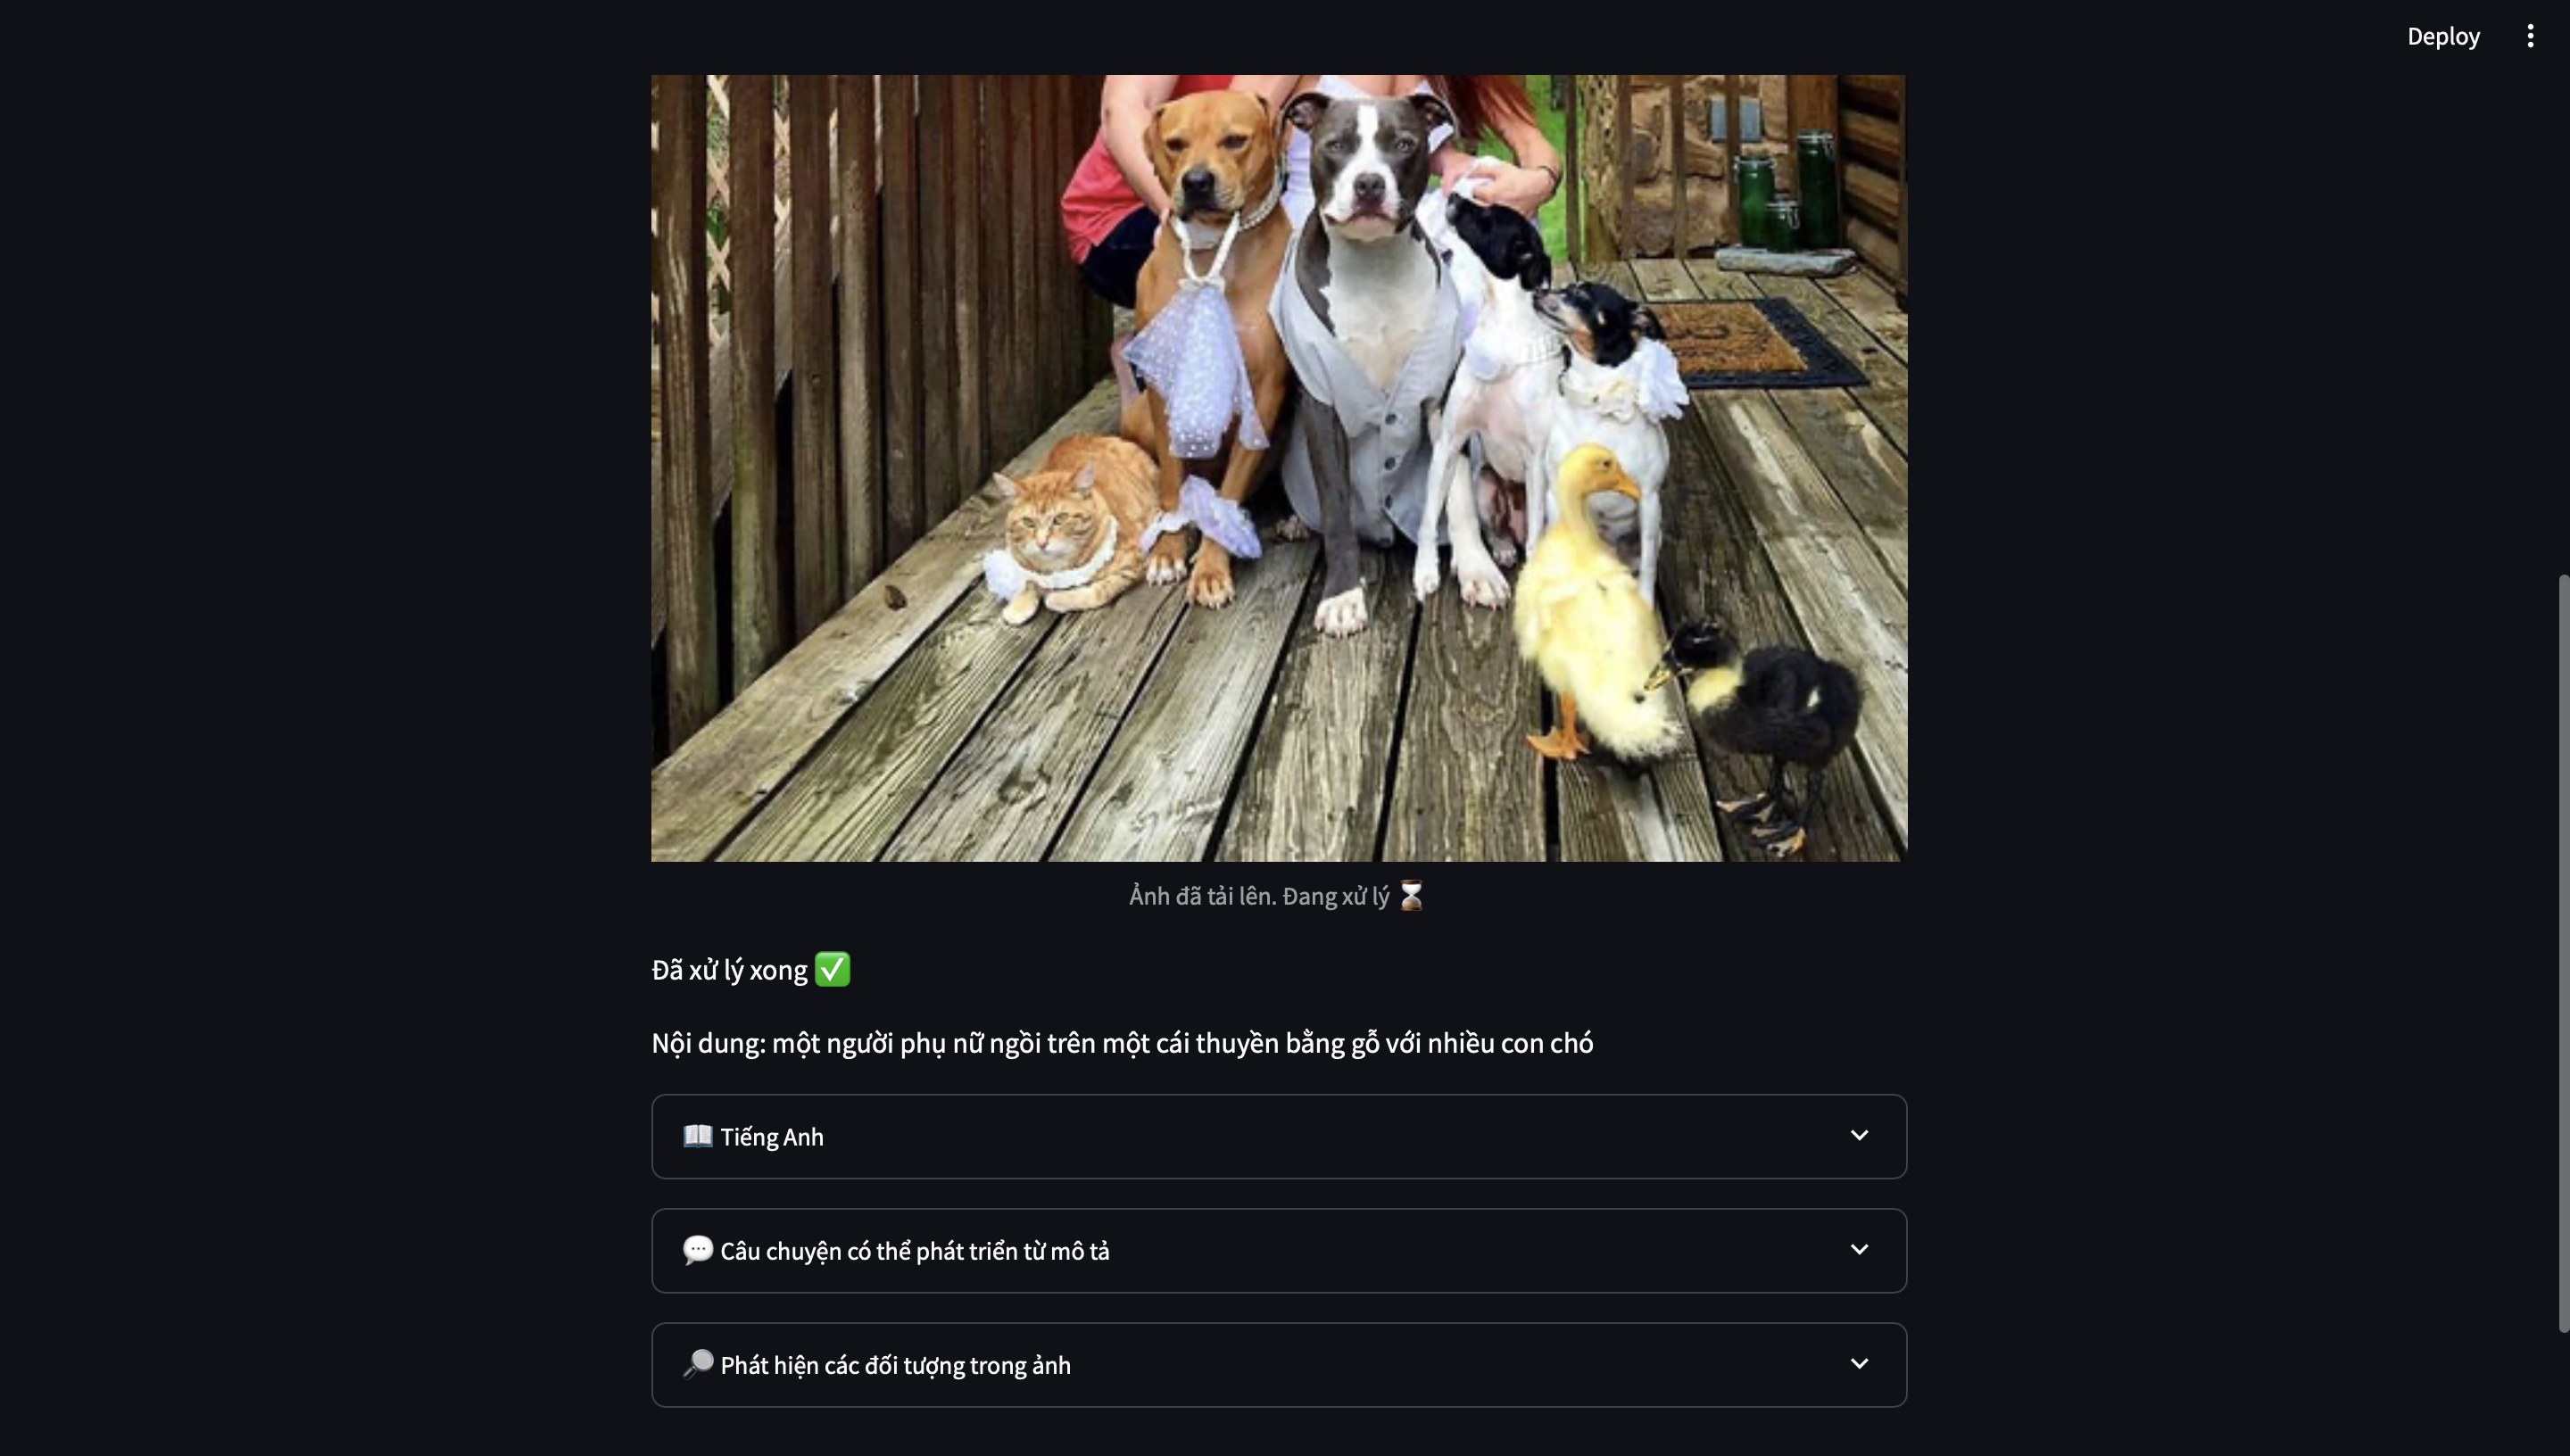 Deploy
Ảnh đã tải lên. Đang xử lý ⏳
Đã xử lý xong ✅
Nội dung: một người phụ nữ ngồi trên một cái thuyền bằng gỗ với nhiều con chó
📖 Tiếng Anh
💬 Câu chuyện có thể phát triển từ mô tả
🔎 Phát hiện các đối tượng trong ảnh